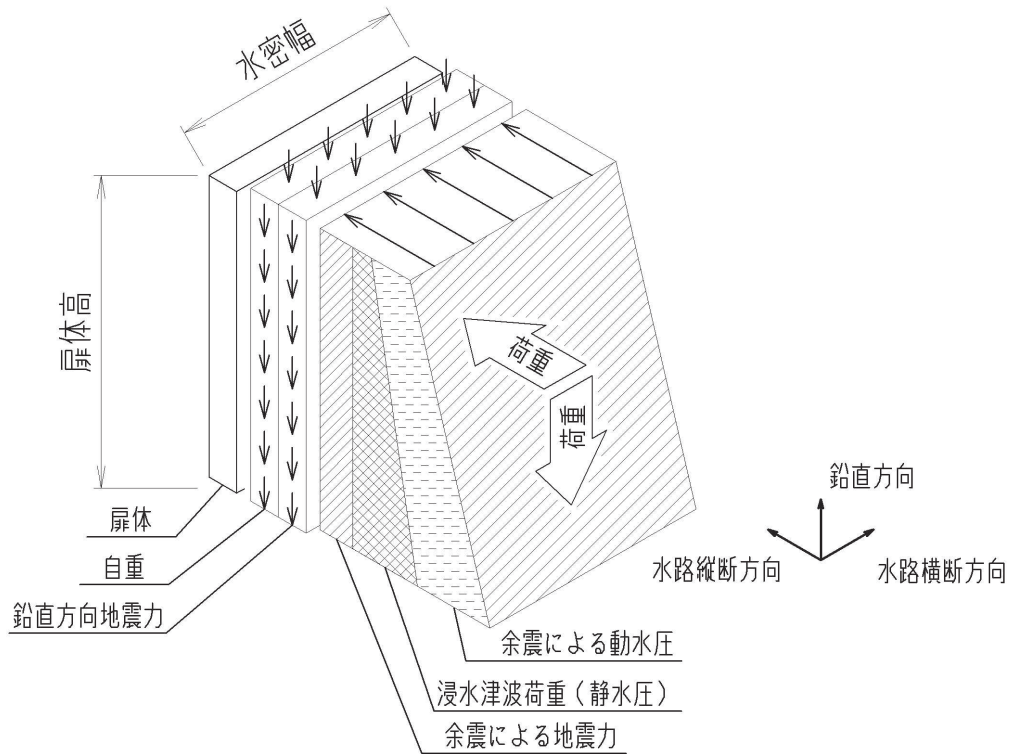 水密幅
扉体高
荷重
荷重
鉛直方向
水路縦断方向
水路横断方向
扉体
自重
鉛直方向地震力
余震による動水圧
浸水津波荷重(静水圧)
余震による地震力